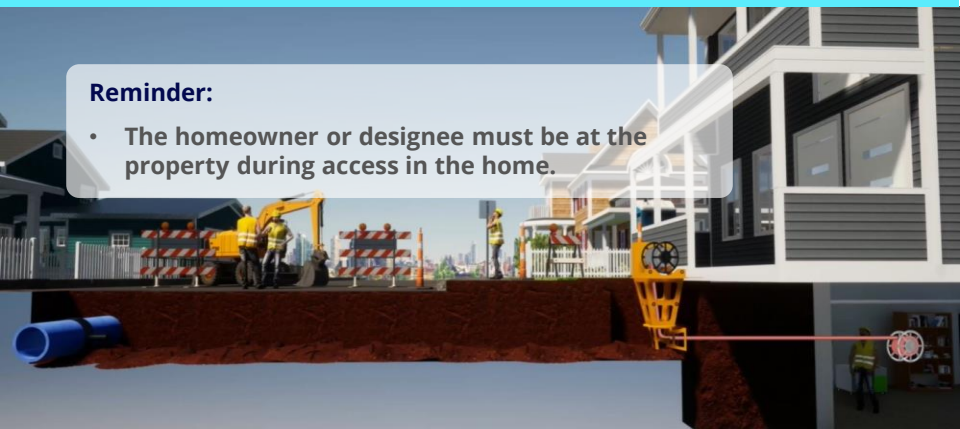 Reminder:
• The homeowner or designee must be at the
property during access in the home.